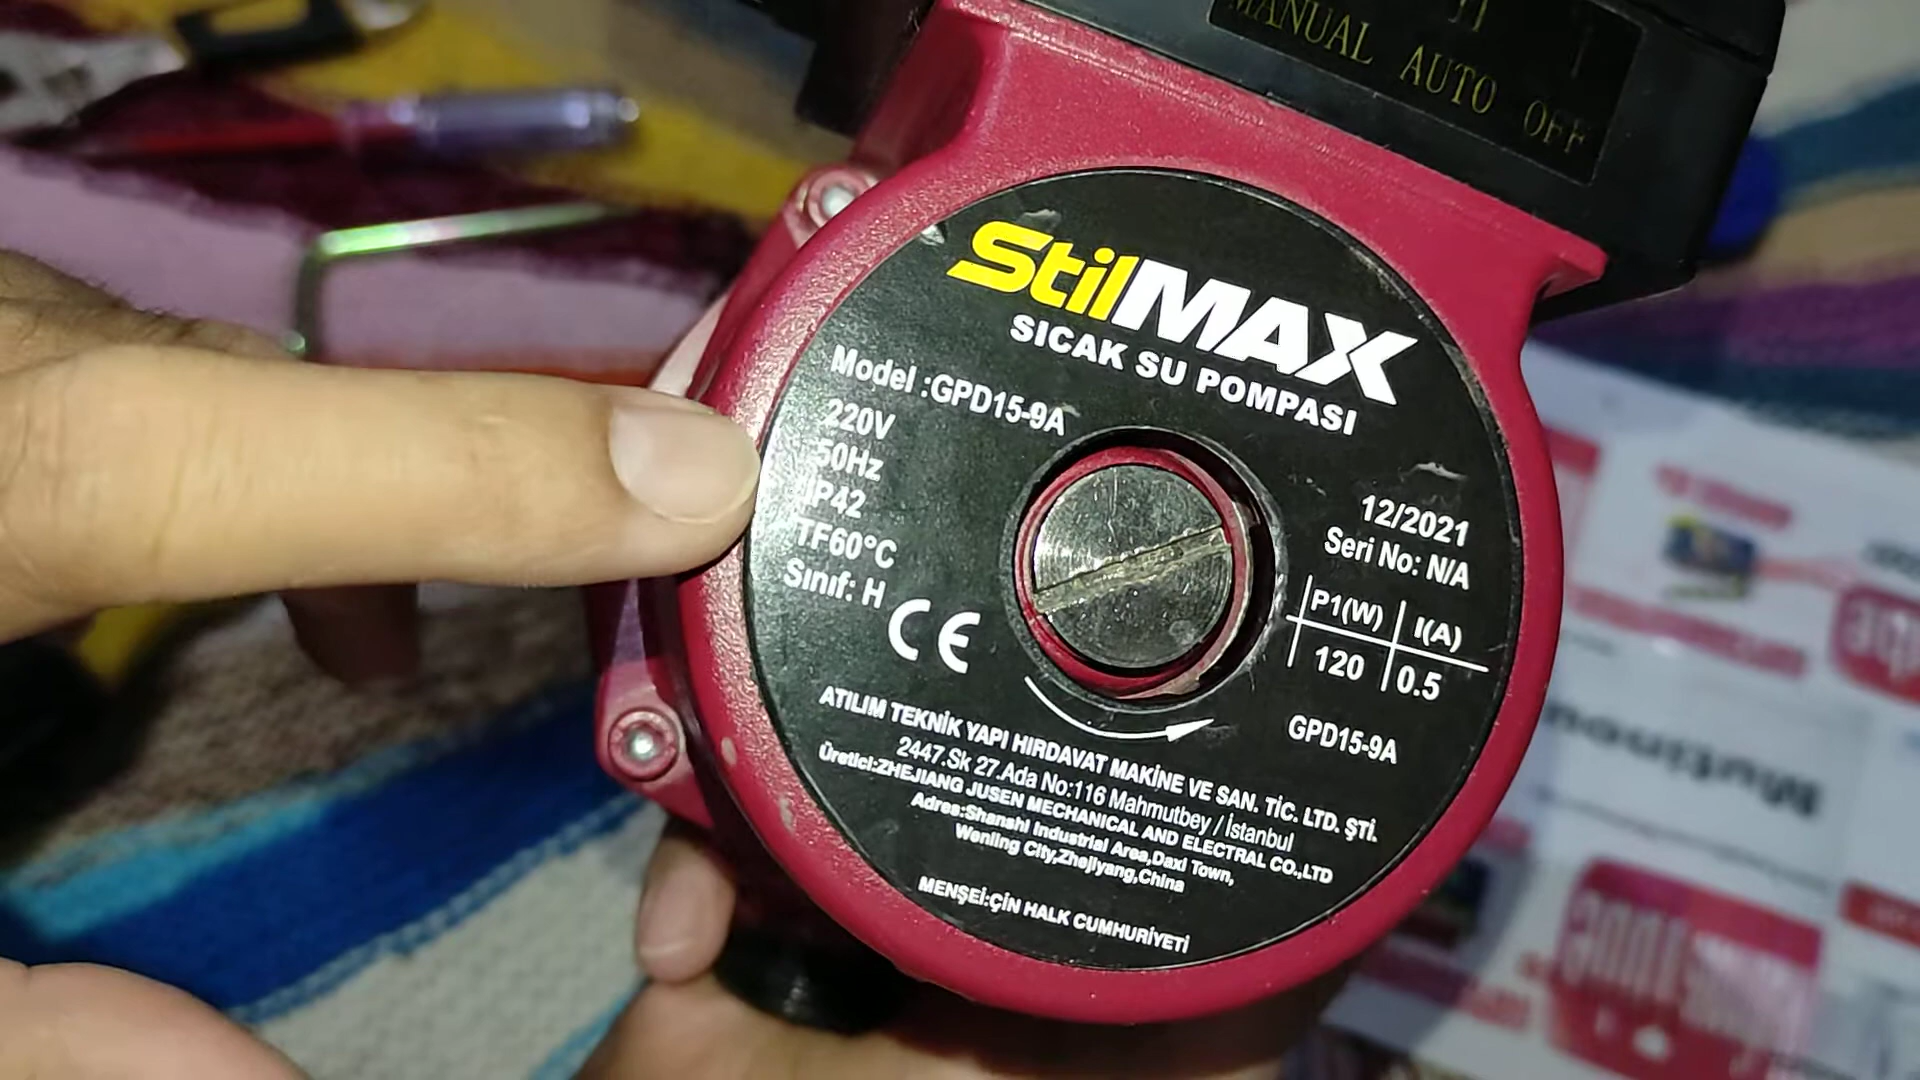 MANUAL AUTO OFF
StilMAX
SICAK SU POMPASI
Model :GPD15-9A
220V
50Hz
IP42
TF60°C
Sınıf: H
CE
12/2021
Seri No: N/A
P1(W) I(A)
120 0.5
GPD15-9A
ATILIM TEKNİK YAPI HIRDAVAT MAKİNE VE SAN. TİC. LTD. ŞTİ.
2447.Sk 27.Ada No:116 Mahmutbey / İstanbul
Üretici:ZHEJIANG JUSEN MECHANICAL AND ELECTRAL CO.,LTD
Adres:Shanshi Industrial Area,Daxi Town,
Wenling City,Zhejiyang,China
MENŞEİ:ÇİN HALK CUMHURİYETİ